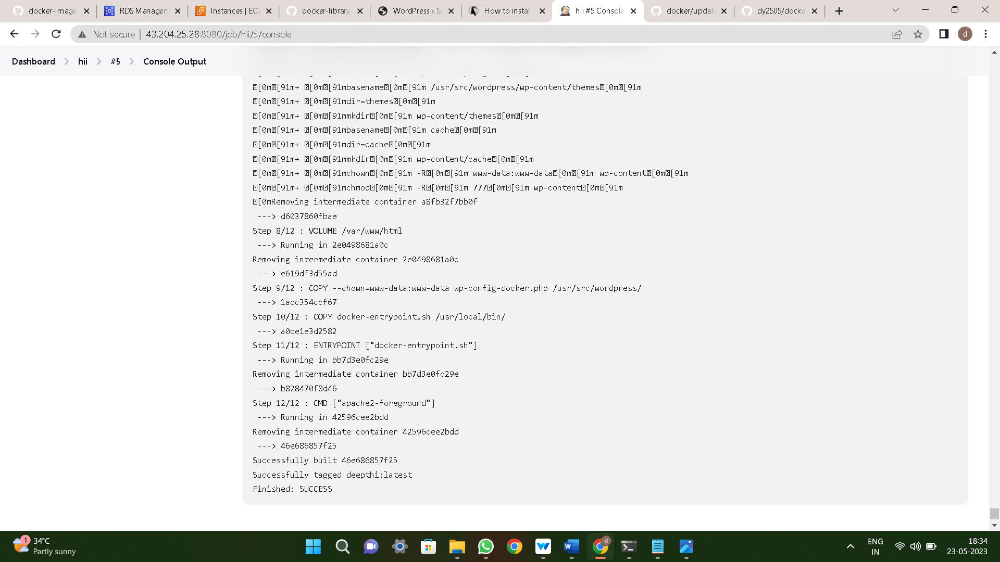 docker-image
RDS Managem
Instances | EC2
docker-library
WordPress › Se
How to install
hii #5 Console
docker/update
dy2505/docke
Not secure
43.204.25.28:8080/job/hii/5/console
d
Dashboard
hii
#5
Console Output
[0m[91m+ [0m[91mbasename[0m[91m /usr/src/wordpress/wp-content/themes[0m[91m
[0m[91m+ [0m[91mdir=themes[0m[91m
[0m[91m+ [0m[91mmkdir[0m[91m wp-content/themes[0m[91m
[0m[91m+ [0m[91mbasename[0m[91m cache[0m[91m
[0m[91m+ [0m[91mdir=cache[0m[91m
[0m[91m+ [0m[91mmkdir[0m[91m wp-content/cache[0m[91m
[0m[91m+ [0m[91mchown[0m[91m -R[0m[91m www-data:www-data[0m[91m wp-content[0m[91m
[0m[91m+ [0m[91mchmod[0m[91m -R[0m[91m 777[0m[91m wp-content[0m[91m
[0mRemoving intermediate container a8fb32f7bb0f
---> d6037860fbae
Step 8/12 : VOLUME /var/www/html
---> Running in 2e0498681a0c
Removing intermediate container 2e0498681a0c
---> e619df3d55ad
Step 9/12 : COPY --chown=www-data:www-data wp-config-docker.php /usr/src/wordpress/
---> 1acc354ccf67
Step 10/12 : COPY docker-entrypoint.sh /usr/local/bin/
---> a0ce1e3d2582
Step 11/12 : ENTRYPOINT ["docker-entrypoint.sh"]
---> Running in bb7d3e0fc29e
Removing intermediate container bb7d3e0fc29e
---> b828470f8d46
Step 12/12 : CMD ["apache2-foreground"]
---> Running in 42596cee2bdd
Removing intermediate container 42596cee2bdd
---> 46e686857f25
Successfully built 46e686857f25
Successfully tagged deepthi:latest
Finished: SUCCESS
1
34°C
Partly sunny
d
ENG
IN
18:34
23-05-2023